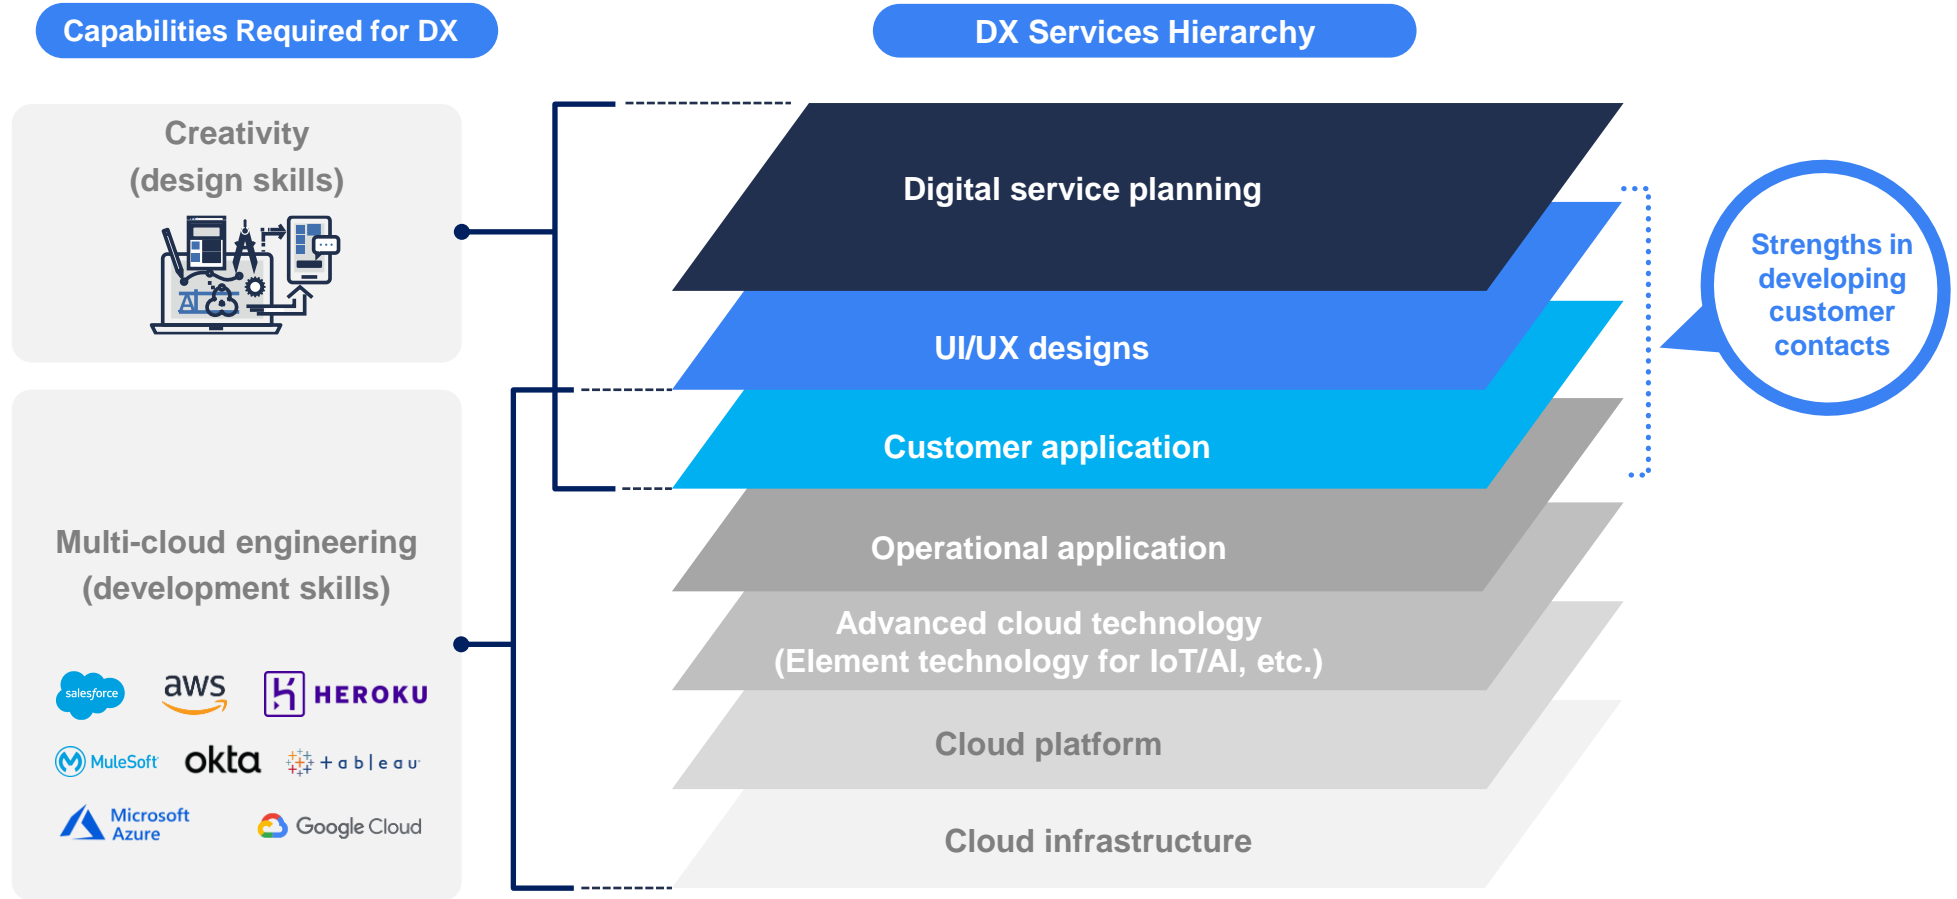 Capabilities Required for DX
DX Services Hierarchy
Creativity
(design skills)
Multi-cloud engineering
(development skills)
salesforce
aws
HEROKU
MuleSoft
okta
+ableau
Microsoft
Azure
Google Cloud
Digital service planning
UI/UX designs
Customer application
Operational application
Advanced cloud technology
(Element technology for IoT/AI, etc.)
Cloud platform
Cloud infrastructure
Strengths in
developing
customer
contacts